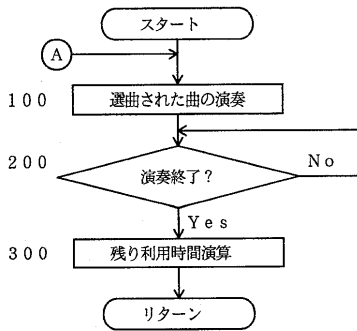 スタート
A
100 選曲された曲の演奏
200 演奏終了? No
Yes
300 残り利用時間演算
リターン